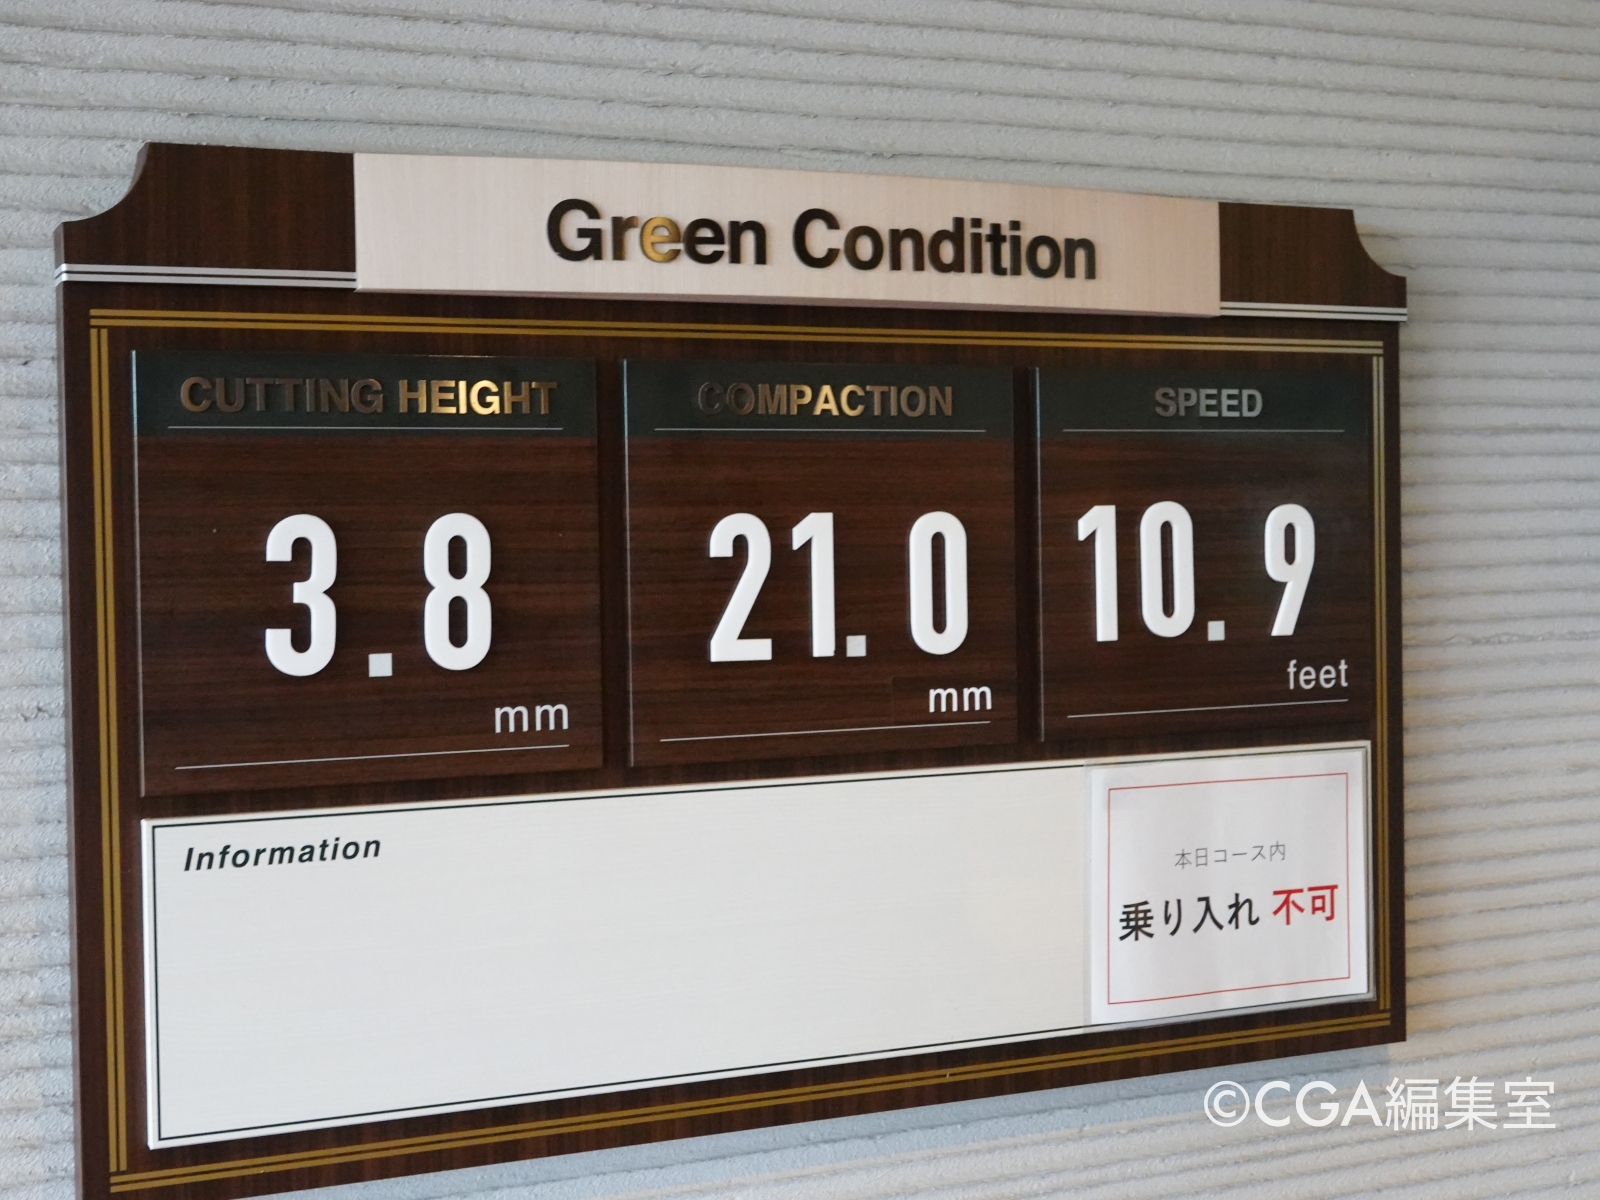 Green Condition
CUTTING HEIGHT
3.8
mm
COMPACTION
21.0
mm
SPEED
10.9
feet
Information
本日コース内
乗り入れ 不可
©CGA編集室